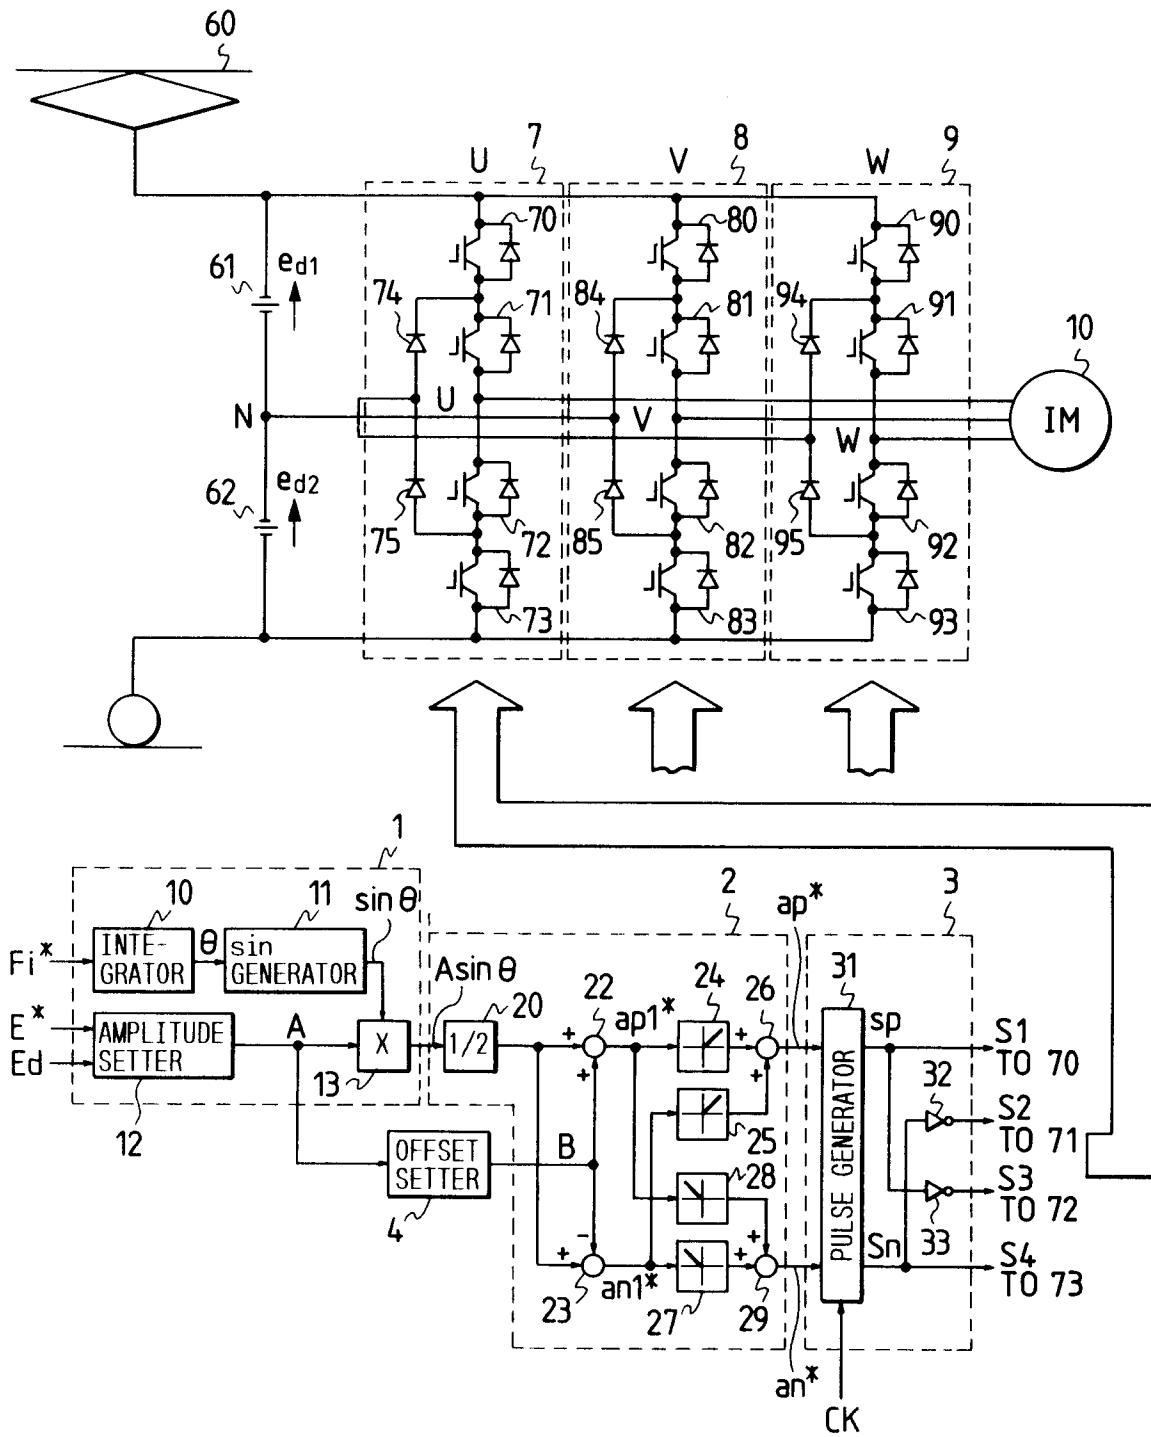 60
7
8
9
U
V
W
70
80
90
61
ed1
74
71
84
81
94
91
10
N
U
V
W
IM
62
ed2
75
72
85
82
95
92
73
83
93
1
2
3
10
11
sinθ
ap*
Fi*
INTE-
GRATOR
θ
sin
GENERATOR
Asinθ
20
22
ap1*
24
26
31
sp
S1
TO 70
E*
Ed
AMPLITUDE
SETTER
A
X
1/2
+
+
+
+
12
13
25
32
S2
TO 71
OFFSET
SETTER
B
28
PULSE GENERATOR
33
S3
TO 72
4
-
+
+
+
Sn
S4
TO 73
23
an1*
27
29
an*
CK